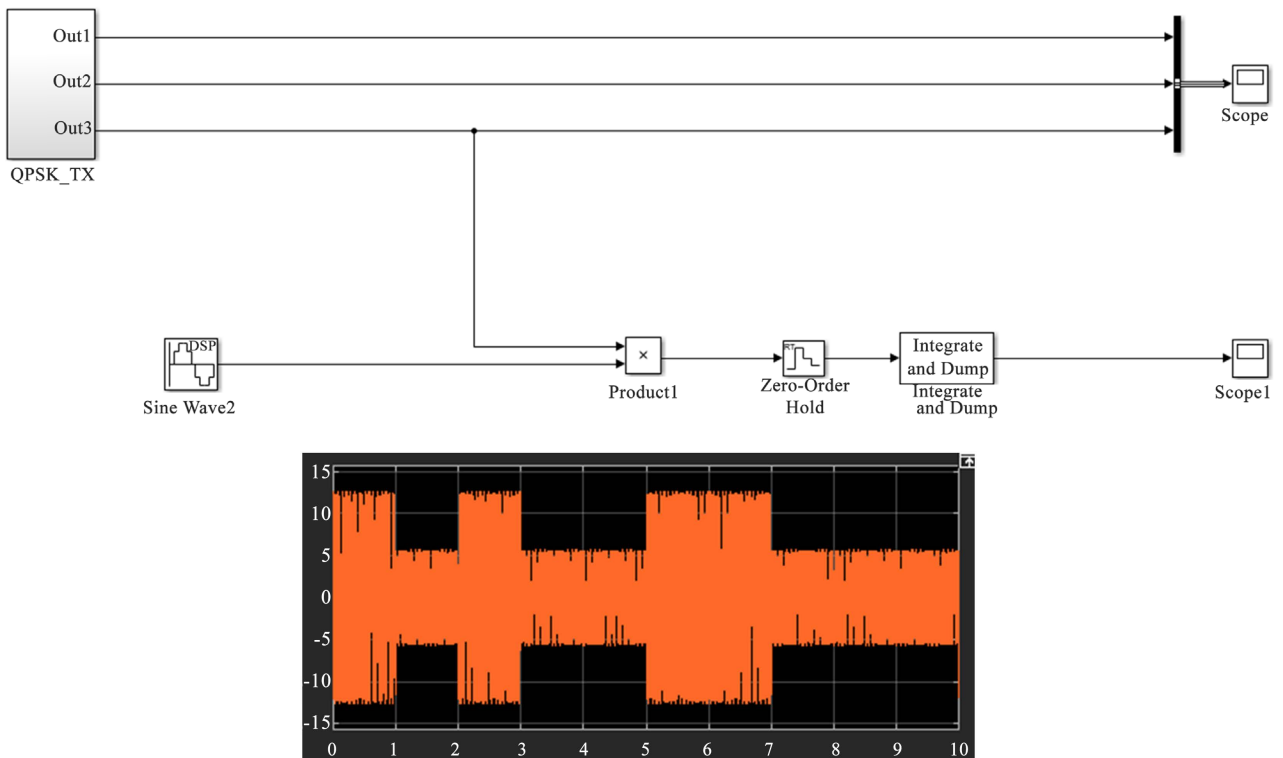 Out1
Out2
Out3
QPSK_TX
Scope
DSP
Sine Wave2
×
Product1
RT
Zero-Order
Hold
Integrate
and Dump
Integrate
and Dump
Scope1
15
10
5
0
-5
-10
-15
0 1 2 3 4 5 6 7 8 9 10